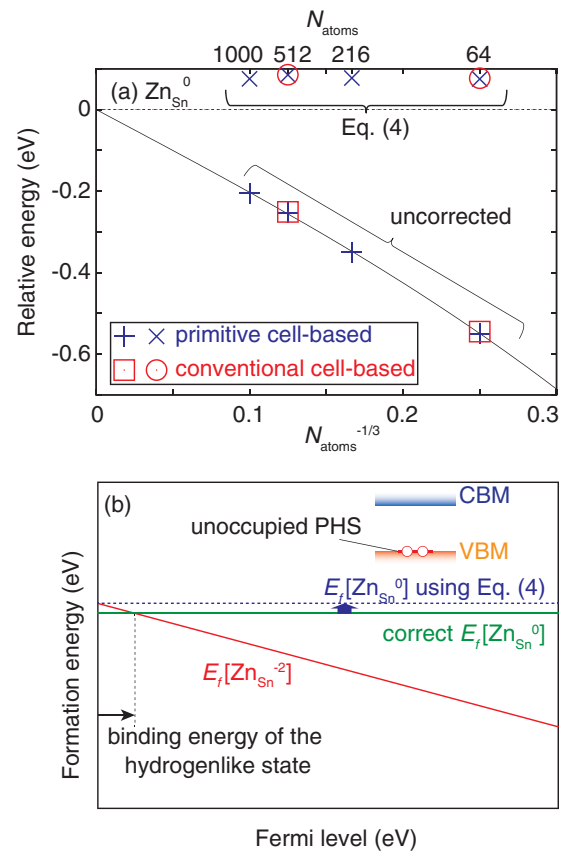 N_atoms
1000 512 216 64
(a) Zn_Sn^0
Eq. (4)
uncorrected
0
-0.2
-0.4
-0.6
Relative energy (eV)
primitive cell-based
conventional cell-based
0 0.1 0.2 0.3
N_atoms^-1/3
(b)
CBM
unoccupied PHS
VBM
E_f[Zn_Sn^0] using Eq. (4)
correct E_f[Zn_Sn^0]
E_f[Zn_Sn^-2]
binding energy of the
hydrogenlike state
Formation energy (eV)
Fermi level (eV)